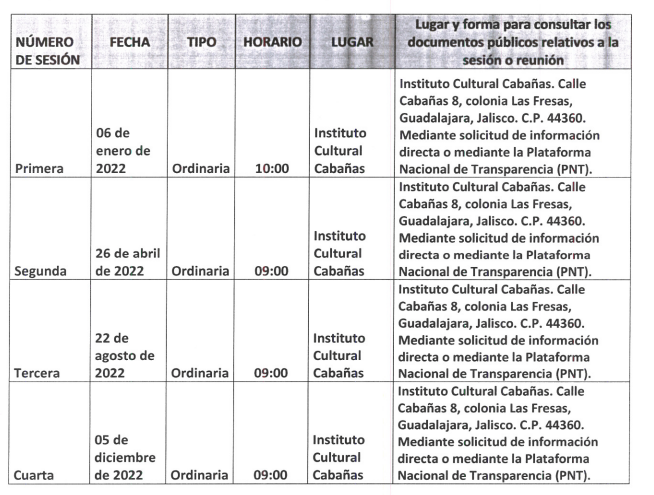 NÚMERO
DE SESIÓN
FECHA
TIPO
HORARIO
LUGAR
Lugar y forma para consultar los
documentos públicos relativos a la
sesión o reunión
Primera
06 de
enero de
2022
Ordinaria
10:00
Instituto
Cultural
Cabañas
Instituto Cultural Cabañas. Calle
Cabañas 8, colonia Las Fresas,
Guadalajara, Jalisco. C.P. 44360.
Mediante solicitud de información
directa o mediante la Plataforma
Nacional de Transparencia (PNT).
Segunda
26 de abril
de 2022
Ordinaria
09:00
Instituto
Cultural
Cabañas
Instituto Cultural Cabañas. Calle
Cabañas 8, colonia Las Fresas,
Guadalajara, Jalisco. C.P. 44360.
Mediante solicitud de información
directa o mediante la Plataforma
Nacional de Transparencia (PNT).
Tercera
22 de
agosto de
2022
Ordinaria
09:00
Instituto
Cultural
Cabañas
Instituto Cultural Cabañas. Calle
Cabañas 8, colonia Las Fresas,
Guadalajara, Jalisco. C.P. 44360.
Mediante solicitud de información
directa o mediante la Plataforma
Nacional de Transparencia (PNT).
Cuarta
05 de
diciembre
de 2022
Ordinaria
09:00
Instituto
Cultural
Cabañas
Instituto Cultural Cabañas. Calle
Cabañas 8, colonia Las Fresas,
Guadalajara, Jalisco. C.P. 44360.
Mediante solicitud de información
directa o mediante la Plataforma
Nacional de Transparencia (PNT).